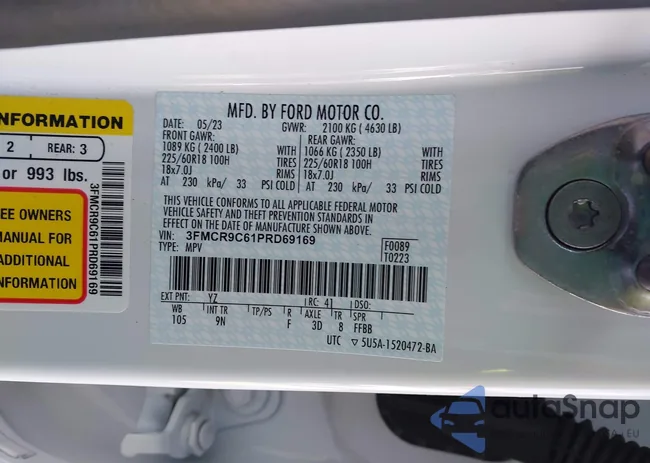 NFORMATION
2 REAR: 3
or 993 lbs.
EE OWNERS
MANUAL FOR
ADDITIONAL
INFORMATION
3FMCR9C61PRD69169
MFD. BY FORD MOTOR CO.
DATE: 05/23 GVWR: 2100 KG ( 4630 LB)
FRONT GAWR: REAR GAWR:
1089 KG ( 2400 LB) WITH 1066 KG ( 2350 LB) WITH
225/60R18 100H TIRES 225/60R18 100H TIRES
18x7.0J RIMS 18x7.0J RIMS
AT 230 kPa/ 33 PSI COLD AT 230 kPa/ 33 PSI COLD
THIS VEHICLE CONFORMS TO ALL APPLICABLE FEDERAL MOTOR
VEHICLE SAFETY AND THEFT PREVENTION STANDARDS IN
EFFECT ON THE DATE OF MANUFACTURE SHOWN ABOVE.
VIN: 3FMCR9C61PRD69169 F0089
TYPE: MPV T0223
EXT PNT: YZ RC: 41 DSO:
WB INT TR TP/PS R AXLE TR SPR
105 9N F 3D 8 FFBB
UTC ▽ 5U5A-1520472-BA
autoSnap
EU